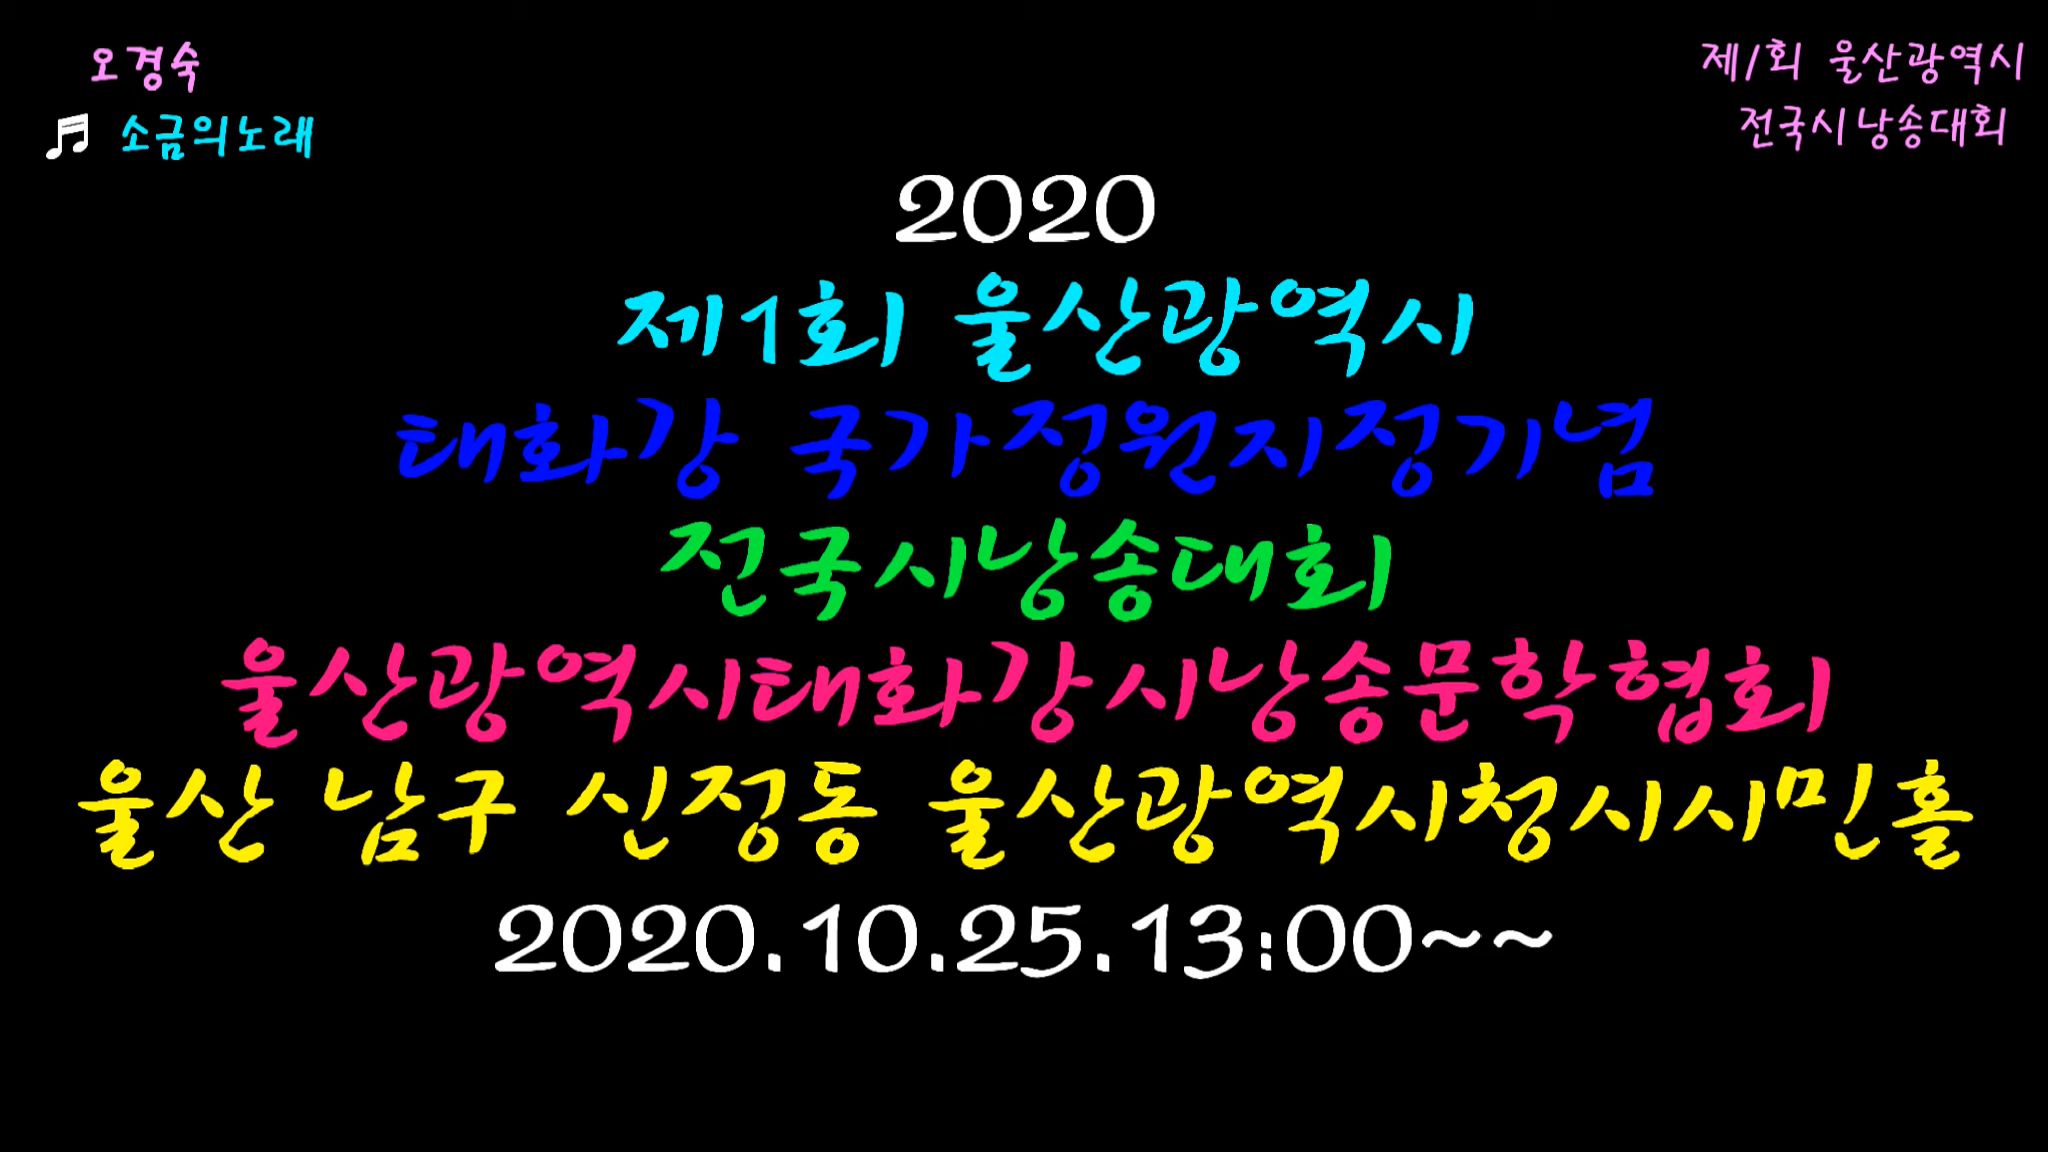 오경숙
♬ 소금의노래
제1회 울산광역시
전국시낭송대회
2020
제1회 울산광역시
태화강 국가정원지정기념
전국시낭송대회
울산광역시태화강시낭송문학협회
울산 남구 신정동 울산광역시청시시민홀
2020.10.25.13:00~~